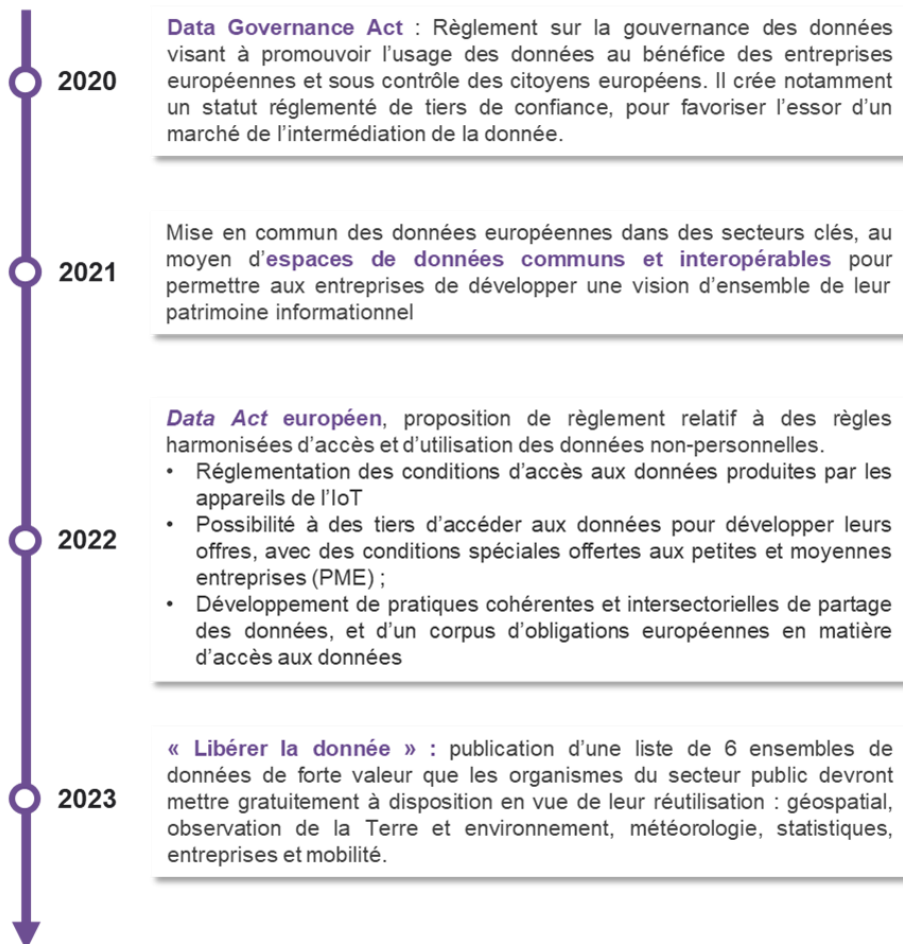 2020
Data Governance Act : Règlement sur la gouvernance des données
visant à promouvoir l’usage des données au bénéfice des entreprises
européennes et sous contrôle des citoyens européens. Il crée notamment
un statut réglementé de tiers de confiance, pour favoriser l’essor d’un
marché de l’intermédiation de la donnée.
2021
Mise en commun des données européennes dans des secteurs clés, au
moyen d’espaces de données communs et interopérables pour
permettre aux entreprises de développer une vision d’ensemble de leur
patrimoine informationnel
2022
Data Act européen, proposition de règlement relatif à des règles
harmonisées d’accès et d’utilisation des données non-personnelles.
• Réglementation des conditions d’accès aux données produites par les
appareils de l’IoT
• Possibilité à des tiers d’accéder aux données pour développer leurs
offres, avec des conditions spéciales offertes aux petites et moyennes
entreprises (PME) ;
• Développement de pratiques cohérentes et intersectorielles de partage
des données, et d’un corpus d’obligations européennes en matière
d’accès aux données
2023
« Libérer la donnée » : publication d’une liste de 6 ensembles de
données de forte valeur que les organismes du secteur public devront
mettre gratuitement à disposition en vue de leur réutilisation : géospatial,
observation de la Terre et environnement, météorologie, statistiques,
entreprises et mobilité.